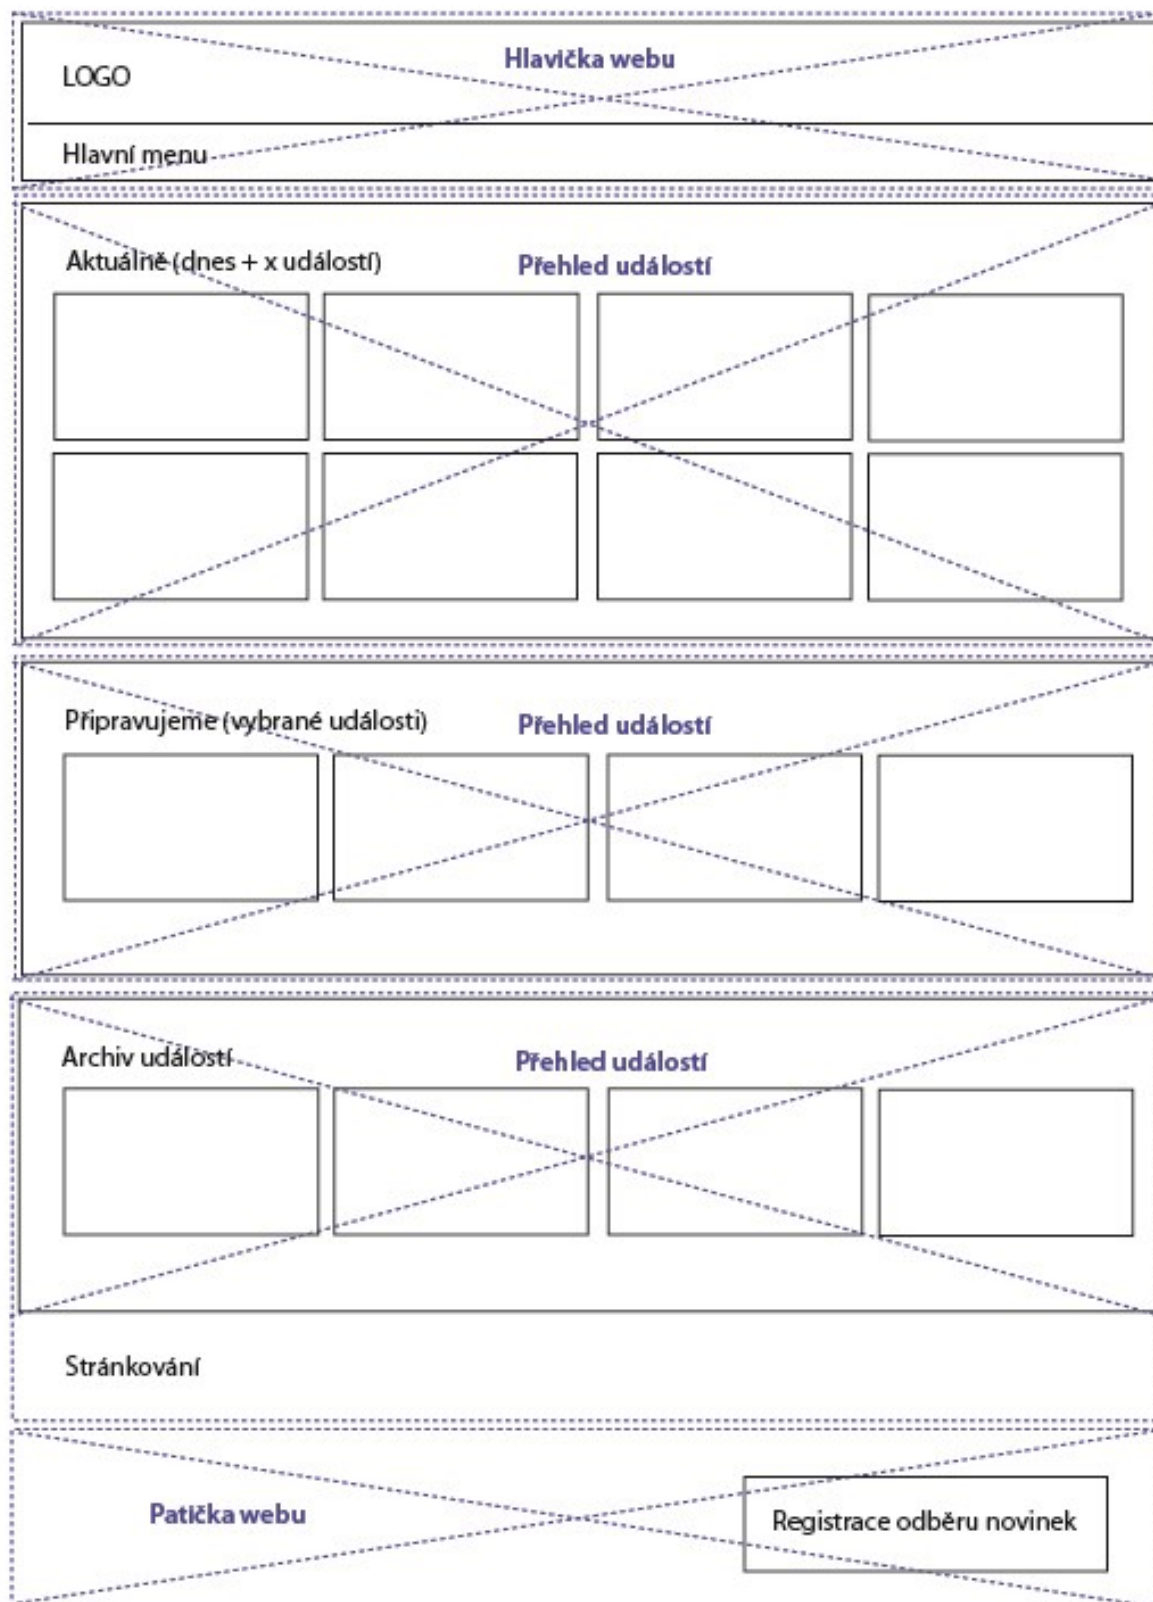 Hlavička webu
LOGO
Hlavní menu
Aktuálně (dnes + x událostí)
Přehled událostí
Připravujeme (vybrané události)
Přehled událostí
Archiv událostí
Přehled událostí
Stránkování
Patička webu
Registrace odběru novinek